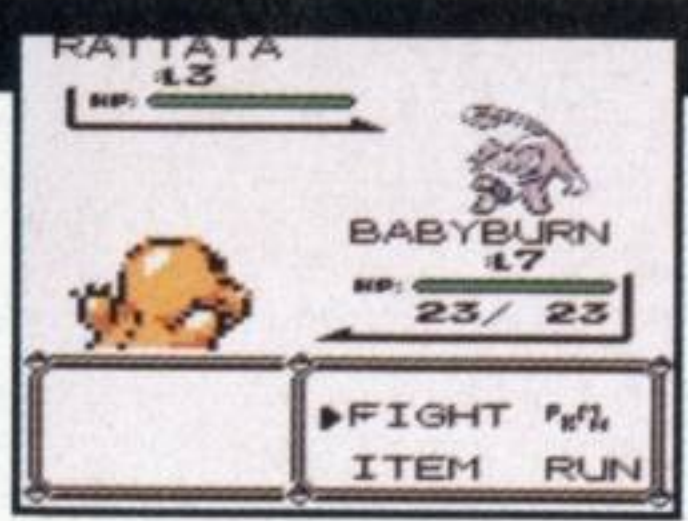 RATTATA
:L3
HP:
BABYBURN
:L7
HP:
23/ 23
FIGHT PKMN
ITEM RUN